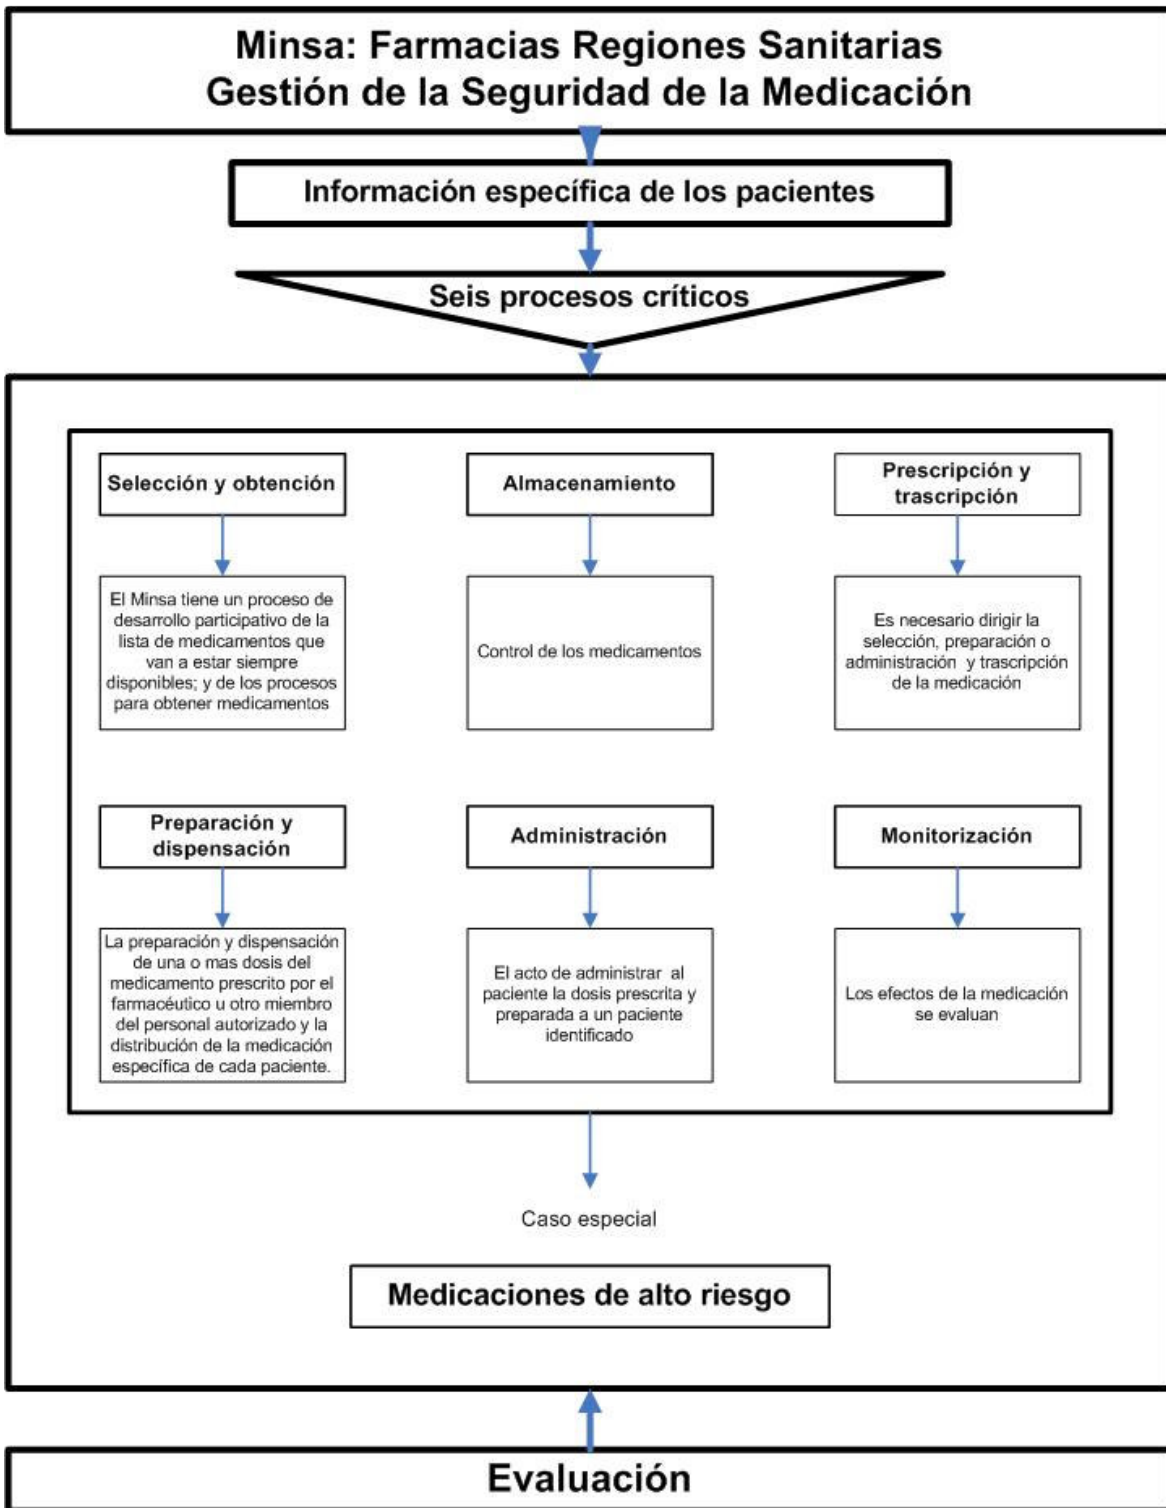 Minsa: Farmacias Regiones Sanitarias
Gestión de la Seguridad de la Medicación
Información específica de los pacientes
Seis procesos críticos
Selección y obtención
Almacenamiento
Prescripción y
trascripción
El Minsa tiene un proceso de
desarrollo participativo de la
lista de medicamentos que
van a estar siempre
disponibles; y de los procesos
para obtener medicamentos
Control de los medicamentos
Es necesario dirigir la
selección, preparación o
administración y trascripción
de la medicación
Preparación y
dispensación
Administración
Monitorización
La preparación y dispensación
de una o mas dosis del
medicamento prescrito por el
farmacéutico u otro miembro
del personal autorizado y la
distribución de la medicación
específica de cada paciente.
El acto de administrar al
paciente la dosis prescrita y
preparada a un paciente
identificado
Los efectos de la medicación
se evaluan
Caso especial
Medicaciones de alto riesgo
Evaluación